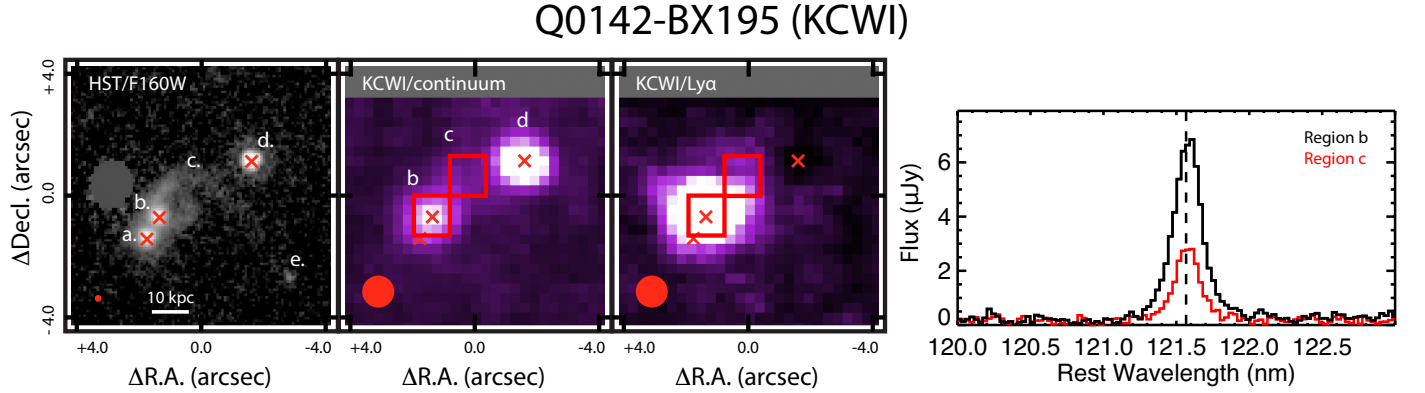 Q0142-BX195 (KCWI)
HST/F160W
a.
b.
c.
d.
e.
10 kpc
KCWI/continuum
b
c
d
KCWI/Lyα
ΔDecl. (arcsec)
+4.0
0.0
-4.0
+4.0 0.0 -4.0
ΔR.A. (arcsec)
+4.0 0.0 -4.0
ΔR.A. (arcsec)
+4.0 0.0 -4.0
ΔR.A. (arcsec)
Region b
Region c
Flux (μJy)
6
4
2
0
120.0 120.5 121.0 121.5 122.0 122.5
Rest Wavelength (nm)